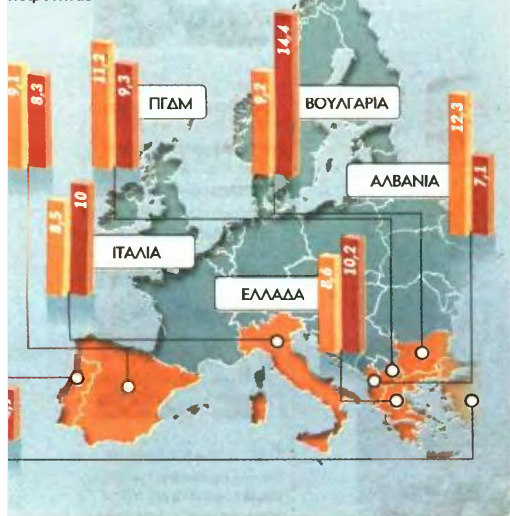 9,1
8,3
11,2
9,3
ΠΓΔΜ
9,2
14,4
ΒΟΥΛΓΑΡΙΑ
12,3
7,1
ΑΛΒΑΝΙΑ
8,5
10
ΙΤΑΛΙΑ
ΕΛΛΑΔΑ
8,6
10,2